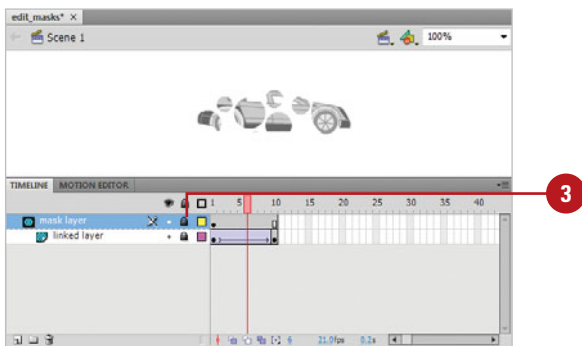 edit_masks* ×
Scene 1
100%
TIMELINE MOTION EDITOR
1 5 10 15 20 25 30 35 40
mask layer
linked layer
6 21.0fps 0.2s
3